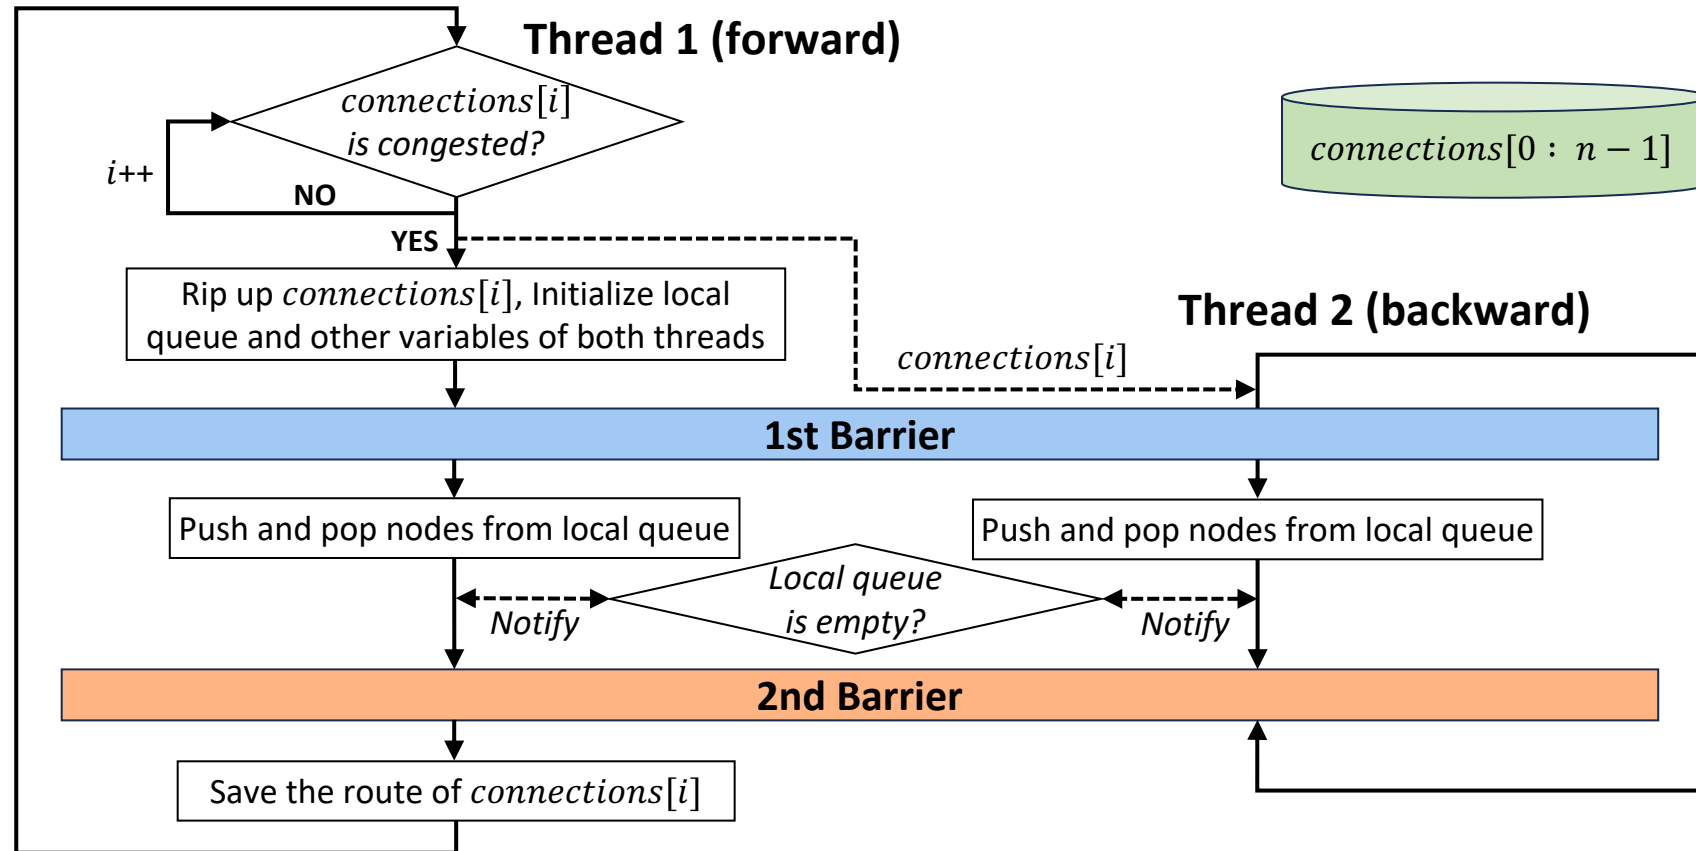 Thread 1 (forward)
connections[i]
is congested?
connections[0 : n − 1]
i++
NO
YES
Rip up connections[i], Initialize local
queue and other variables of both threads
Thread 2 (backward)
connections[i]
1st Barrier
Push and pop nodes from local queue
Push and pop nodes from local queue
Local queue
is empty?
Notify
Notify
2nd Barrier
Save the route of connections[i]